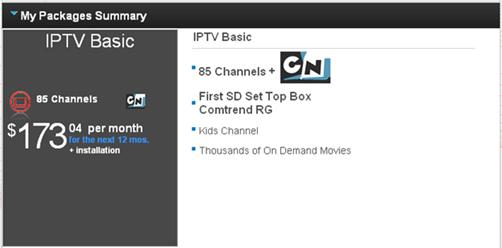 My Packages Summary
IPTV Basic
85 Channels
CN
$173.04 per month
for the next 12 mos.
+ installation
IPTV Basic
85 Channels + CN
First SD Set Top Box
Comtrend RG
Kids Channel
Thousands of On Demand Movies